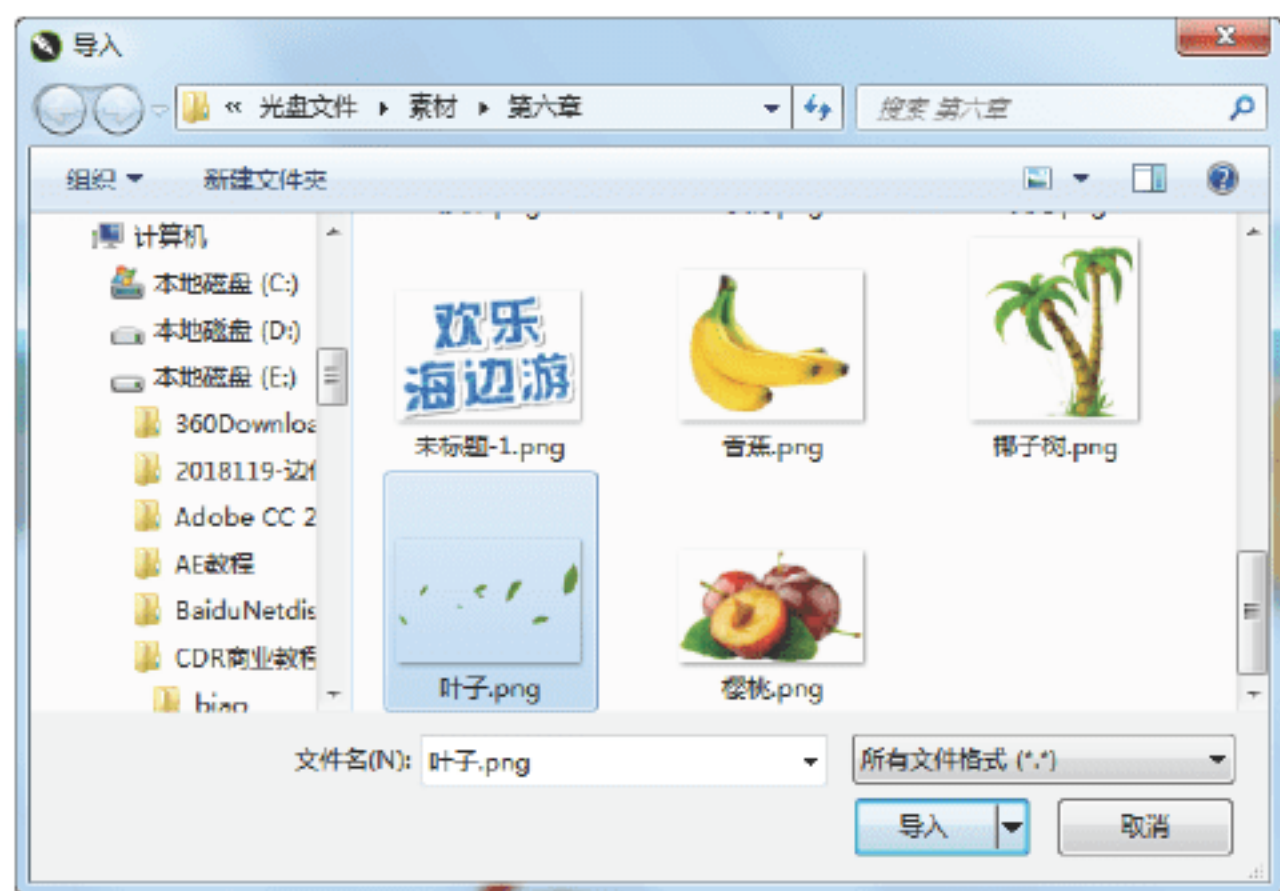 导入
« 光盘文件 ▸ 素材 ▸ 第六章
搜索 第六章
组织 新建文件夹
计算机
本地磁盘 (C:)
本地磁盘 (D:)
本地磁盘 (E:)
360Downloa
2018119-边
Adobe CC 2
AE教程
BaiduNetdis
CDR商业教程
biao
欢乐
海边游
未标题-1.png
香蕉.png
椰子树.png
叶子.png
樱桃.png
文件名(N): 叶子.png
所有文件格式 (*.*)
导入
取消